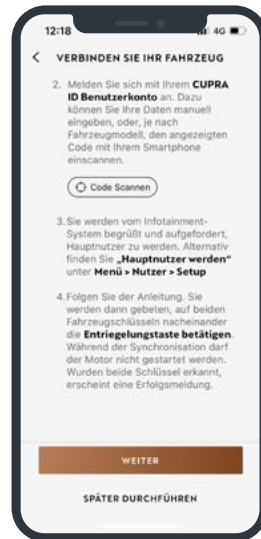 12:18
4G
VERBINDEN SIE IHR FAHRZEUG
2. Melden Sie sich mit Ihrem CUPRA
ID Benutzerkonto an. Dazu
können Sie Ihre Daten manuell
eingeben, oder, je nach
Fahrzeugmodell, den angezeigten
Code mit Ihrem Smartphone
einscannen.
Code Scannen
3. Sie werden vom Infotainment-
System begrüßt und aufgefordert,
Hauptnutzer zu werden. Alternativ
finden Sie „Hauptnutzer werden"
unter Menü > Nutzer > Setup
4. Folgen Sie der Anleitung. Sie
werden dann gebeten, auf beiden
Fahrzeugschlüsseln nacheinander
die Entriegelungstaste betätigen.
Während der Synchronisation darf
der Motor nicht gestartet werden.
Wurden beide Schlüssel erkannt,
erscheint eine Erfolgsmeldung.
WEITER
SPÄTER DURCHFÜHREN